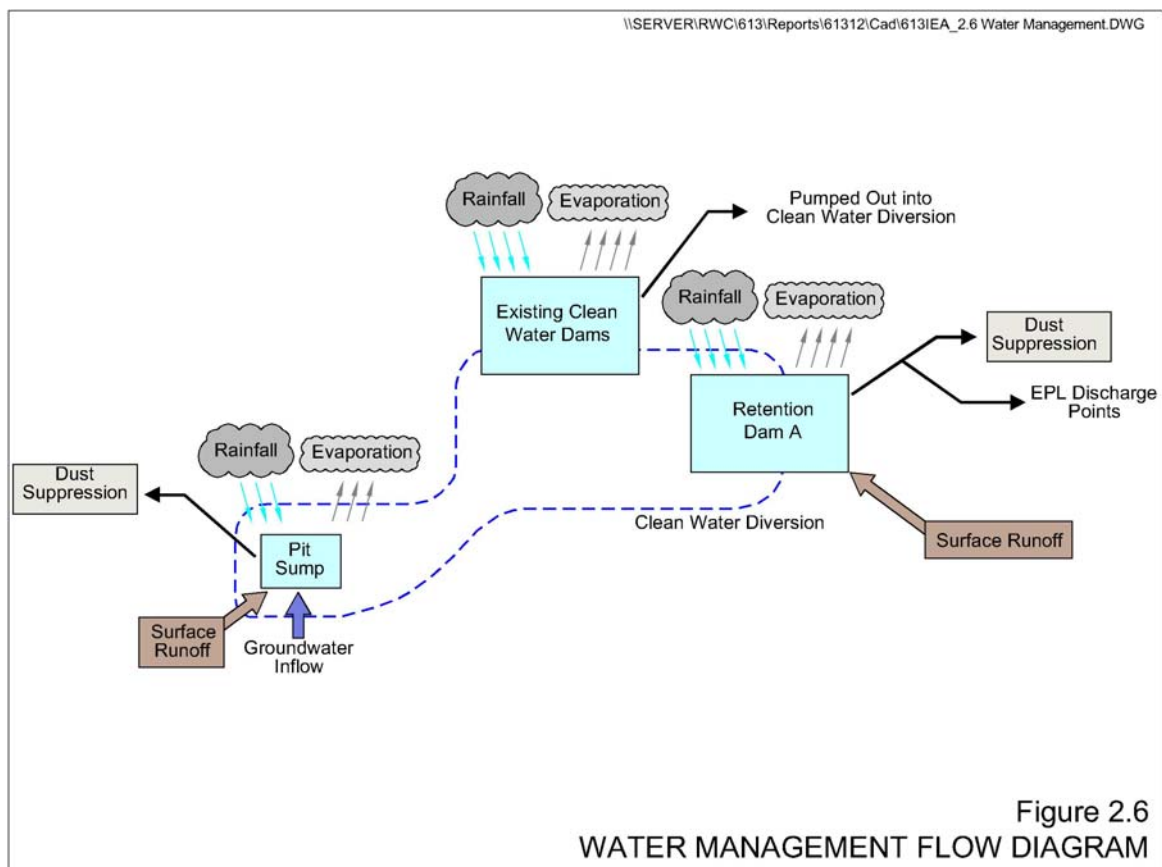 \\SERVER\RWC\613\Reports\61312\Cad\613IEA_2.6 Water Management.DWG
Rainfall
Evaporation
Pumped Out into
Clean Water Diversion
Existing Clean
Water Dams
Rainfall
Evaporation
Dust
Suppression
Retention
Dam A
EPL Discharge
Points
Rainfall
Evaporation
Dust
Suppression
Clean Water Diversion
Surface Runoff
Pit
Sump
Surface
Runoff
Groundwater
Inflow
Figure 2.6
WATER MANAGEMENT FLOW DIAGRAM